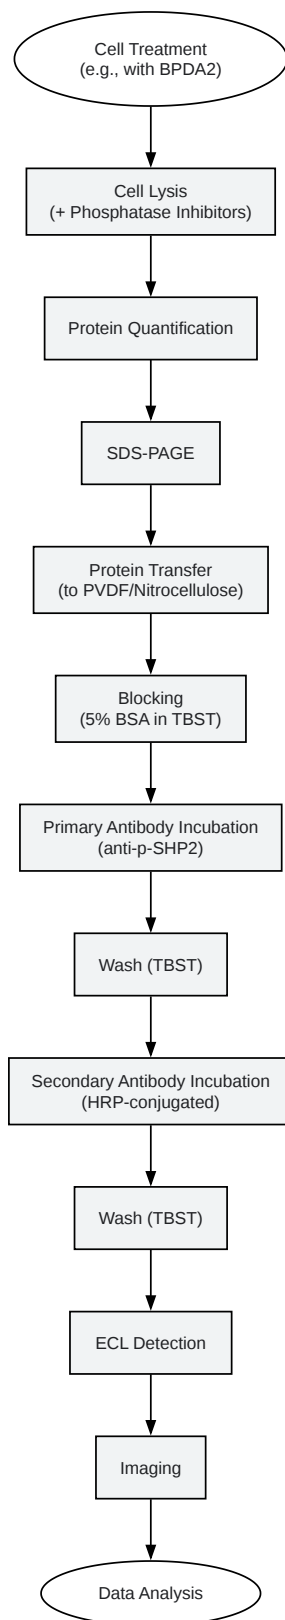 Cell Treatment
(e.g., with BPDA2)
Cell Lysis
(+ Phosphatase Inhibitors)
Protein Quantification
SDS-PAGE
Protein Transfer
(to PVDF/Nitrocellulose)
Blocking
(5% BSA in TBST)
Primary Antibody Incubation
(anti-p-SHP2)
Wash (TBST)
Secondary Antibody Incubation
(HRP-conjugated)
Wash (TBST)
ECL Detection
Imaging
Data Analysis